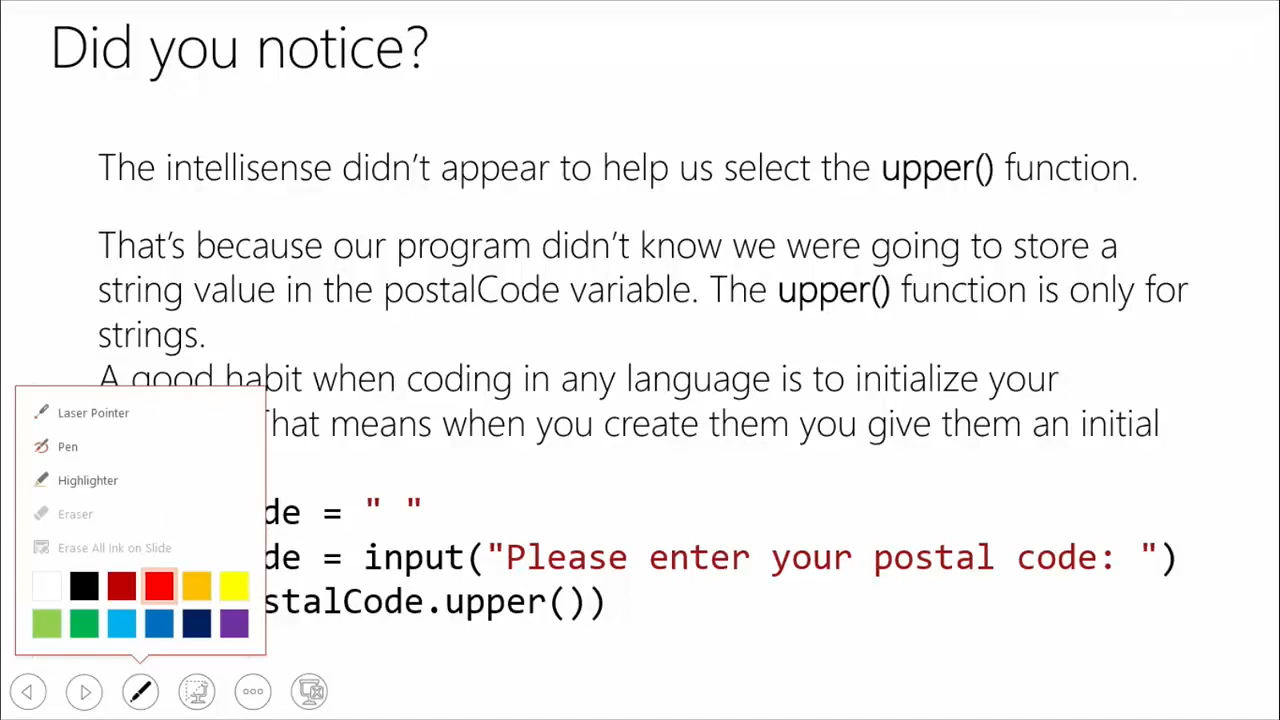 Did you notice?
The intellisense didn't appear to help us select the upper() function.
That's because our program didn't know we were going to store a
string value in the postalCode variable. The upper() function is only for
strings.
A good habit when coding in any language is to initialize your
That means when you create them you give them an initial
Laser Pointer
Pen
Highlighter
Eraser
Erase All Ink on Slide
de = " "
de = input("Please enter your postal code: ")
stalCode.upper())